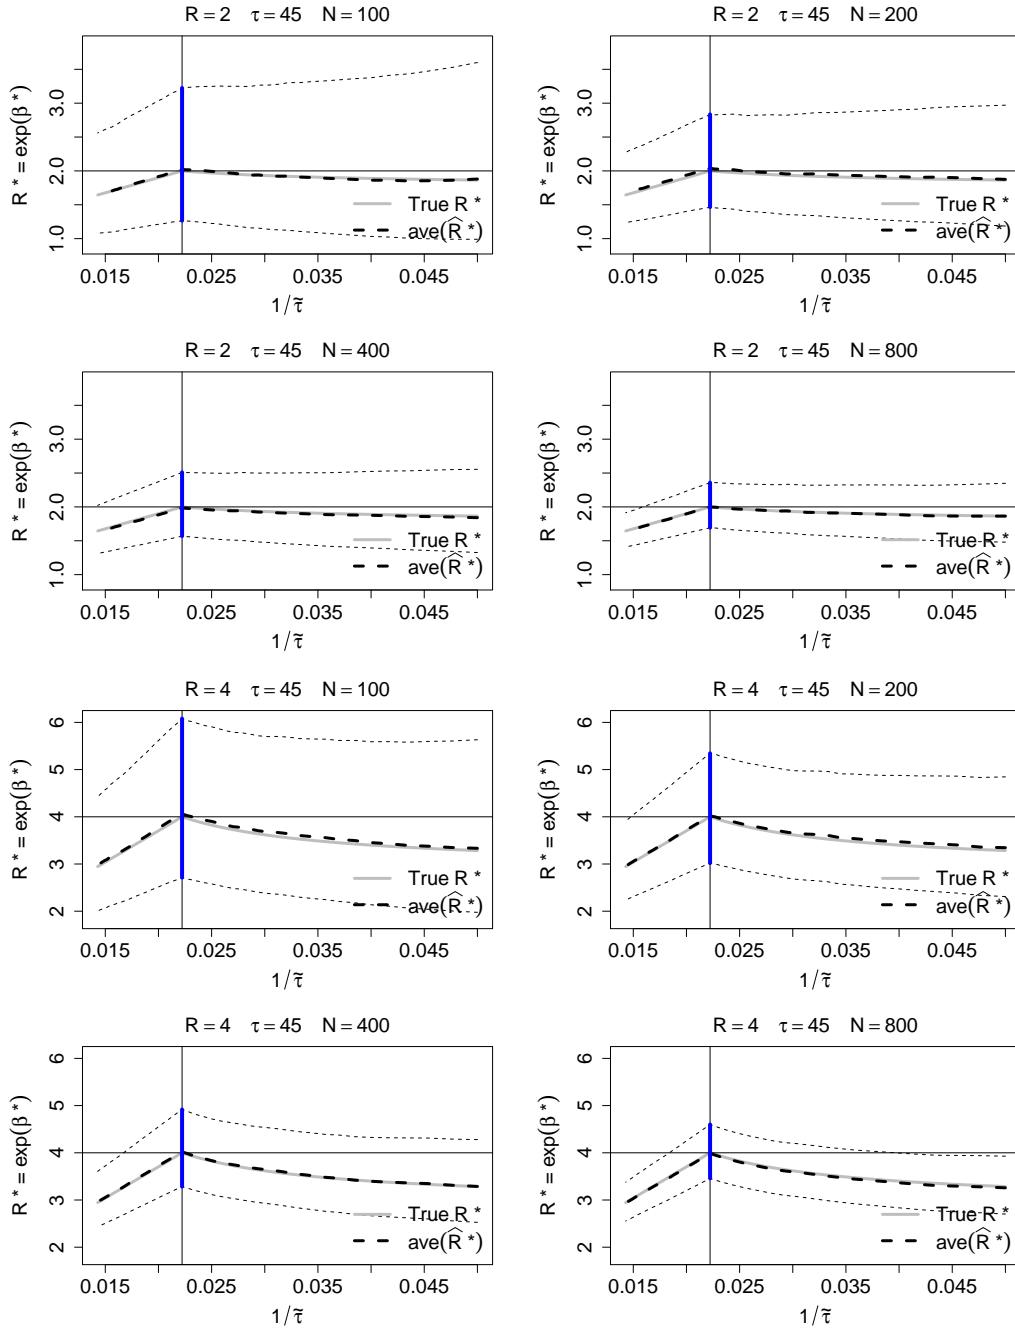 R = 2 τ = 45 N = 100
R * = exp(β*)
1.0 2.0 3.0
True R *
ave(R̂ *)
0.015 0.025 0.035 0.045
1/τ̃
R = 2 τ = 45 N = 200
R * = exp(β*)
1.0 2.0 3.0
True R *
ave(R̂ *)
0.015 0.025 0.035 0.045
1/τ̃
R = 2 τ = 45 N = 400
R * = exp(β*)
1.0 2.0 3.0
True R *
ave(R̂ *)
0.015 0.025 0.035 0.045
1/τ̃
R = 2 τ = 45 N = 800
R * = exp(β*)
1.0 2.0 3.0
True R *
ave(R̂ *)
0.015 0.025 0.035 0.045
1/τ̃
R = 4 τ = 45 N = 100
R * = exp(β*)
2 3 4 5 6
True R *
ave(R̂ *)
0.015 0.025 0.035 0.045
1/τ̃
R = 4 τ = 45 N = 200
R * = exp(β*)
2 3 4 5 6
True R *
ave(R̂ *)
0.015 0.025 0.035 0.045
1/τ̃
R = 4 τ = 45 N = 400
R * = exp(β*)
2 3 4 5 6
True R *
ave(R̂ *)
0.015 0.025 0.035 0.045
1/τ̃
R = 4 τ = 45 N = 800
R * = exp(β*)
2 3 4 5 6
True R *
ave(R̂ *)
0.015 0.025 0.035 0.045
1/τ̃